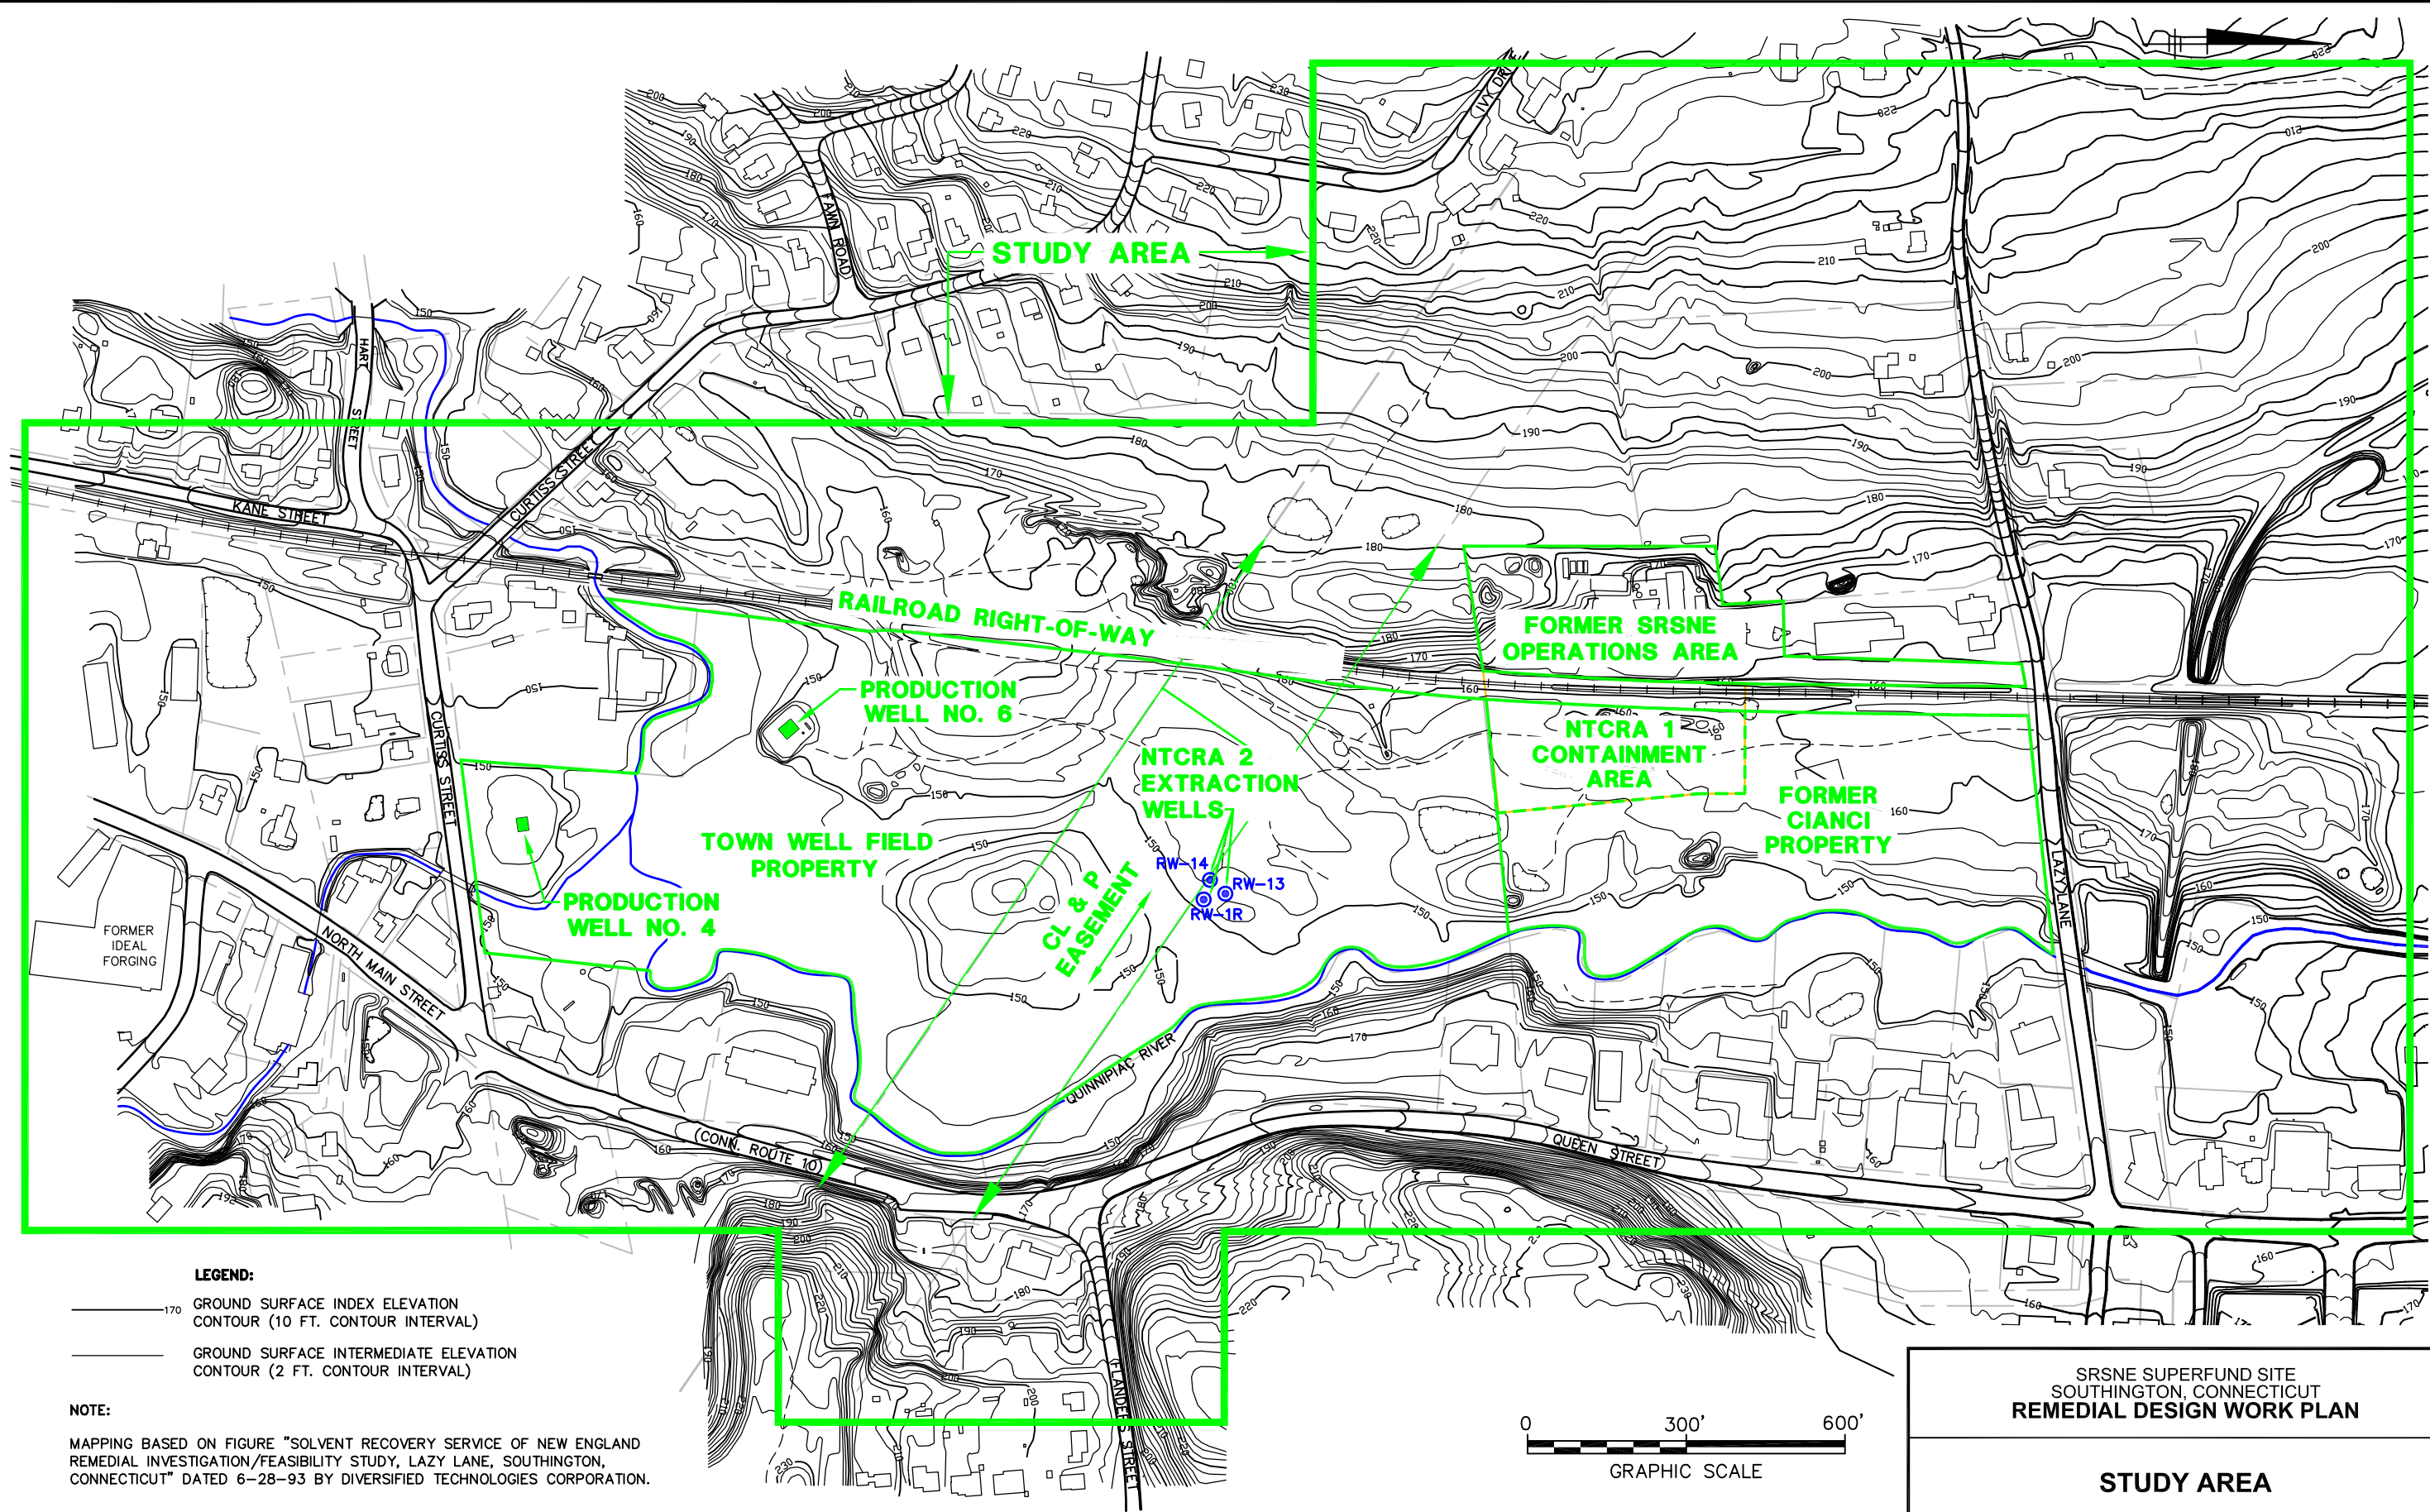 IVY DRIVE
FAWN ROAD
STUDY AREA
HART STREET
KANE STREET
CURTISS STREET
RAILROAD RIGHT-OF-WAY
FORMER SRSNE
OPERATIONS AREA
PRODUCTION
WELL NO. 6
NTCRA 1
CONTAINMENT
AREA
NTCRA 2
EXTRACTION
WELLS
FORMER
CIANCI
PROPERTY
CURTISS STREET
TOWN WELL FIELD
PROPERTY
RW-14
RW-13
RW-1R
CL & P
EASEMENT
PRODUCTION
WELL NO. 4
LAZY LANE
FORMER
IDEAL
FORGING
NORTH MAIN STREET
QUINNIPIAC RIVER
(CONN. ROUTE 10)
QUEEN STREET
FLANDERS STREET
LEGEND:
170 GROUND SURFACE INDEX ELEVATION
CONTOUR (10 FT. CONTOUR INTERVAL)
GROUND SURFACE INTERMEDIATE ELEVATION
CONTOUR (2 FT. CONTOUR INTERVAL)
NOTE:
MAPPING BASED ON FIGURE "SOLVENT RECOVERY SERVICE OF NEW ENGLAND
REMEDIAL INVESTIGATION/FEASIBILITY STUDY, LAZY LANE, SOUTHINGTON,
CONNECTICUT" DATED 6-28-93 BY DIVERSIFIED TECHNOLOGIES CORPORATION.
0 300' 600'
GRAPHIC SCALE
SRSNE SUPERFUND SITE
SOUTHINGTON, CONNECTICUT
REMEDIAL DESIGN WORK PLAN
STUDY AREA